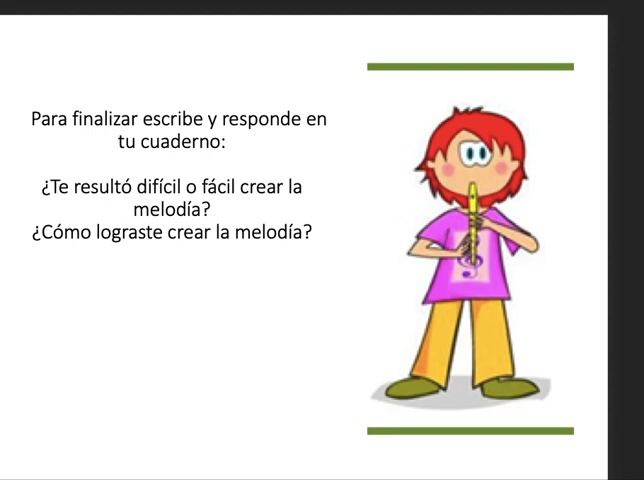 Para finalizar escribe y responde en
tu cuaderno:
¿Te resultó difícil o fácil crear la
melodía?
¿Cómo lograste crear la melodía?